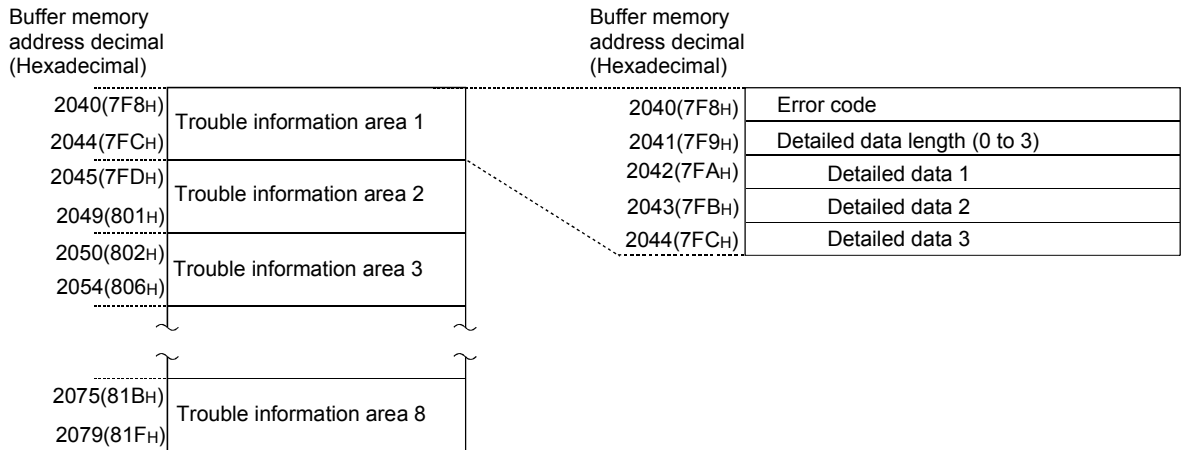 Buffer memory
address decimal
(Hexadecimal)
2040(7F8H)
Trouble information area 1
2044(7FCH)
2045(7FDH)
Trouble information area 2
2049(801H)
2050(802H)
Trouble information area 3
2054(806H)
2075(81BH)
Trouble information area 8
2079(81FH)
Buffer memory
address decimal
(Hexadecimal)
2040(7F8H) Error code
2041(7F9H) Detailed data length (0 to 3)
2042(7FAH) Detailed data 1
2043(7FBH) Detailed data 2
2044(7FCH) Detailed data 3